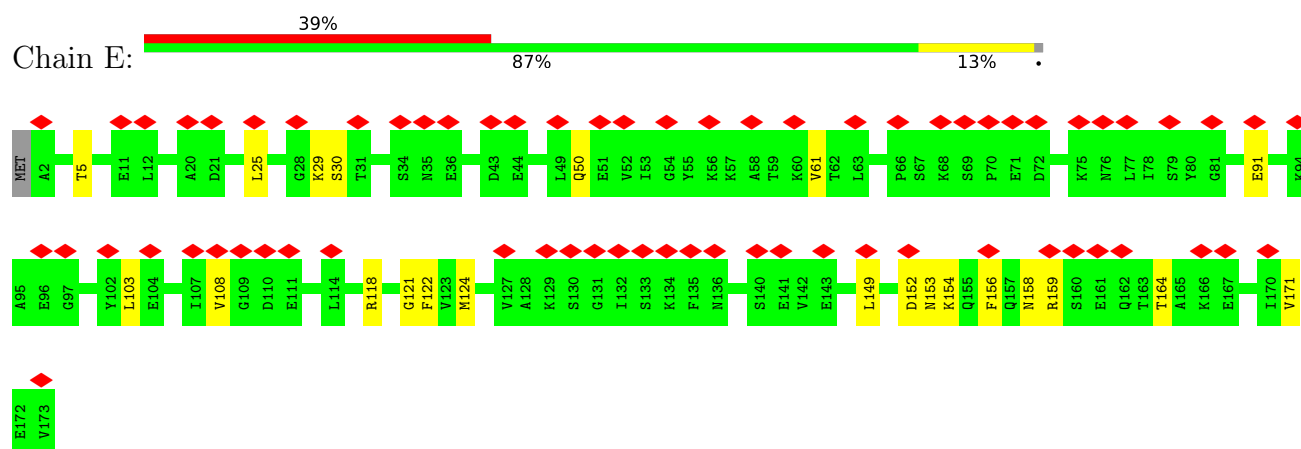 39%
Chain E:
87% 13% •
MET A2 T5 E11 L12 A20 D21 L25 G28 K29 S30 T31 S34 N35 E36 D43 E44 L49 Q50 E51 V52 I53 G54 Y55 K56 K57 A58 T59 K60 V61 T62 L63 P66 S67 K68 S69 P70 E71 D72 K75 N76 L77 I78 S79 Y80 G81 E91 K94
A95 E96 G97 Y102 L103 E104 I107 V108 G109 D110 E111 L114 R118 G121 F122 V123 M124 V127 A128 K129 S130 G131 I132 S133 K134 F135 N136 S140 E141 V142 E143 L149 D152 N153 K154 Q155 F156 Q157 N158 R159 S160 E161 Q162 T163 T164 A165 K166 E167 I170 V171
E172 V173